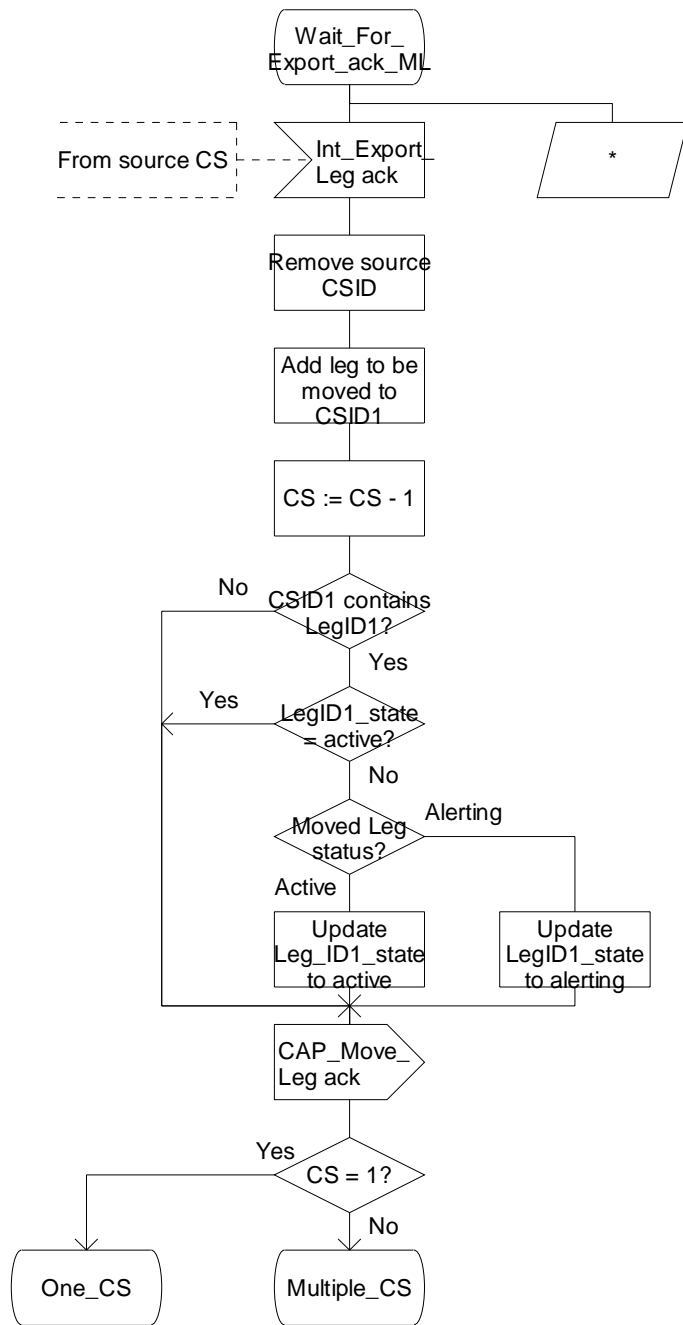 Wait_For_
Export_ack_ML
From source CS
Int_Export_
Leg ack
*
Remove source
CSID
Add leg to be
moved to
CSID1
CS := CS - 1
No
CSID1 contains
LegID1?
Yes
Yes
LegID1_state
= active?
No
Moved Leg
status?
Alerting
Active
Update
Leg_ID1_state
to active
Update
LegID1_state
to alerting
CAP_Move_
Leg ack
Yes
CS = 1?
No
One_CS
Multiple_CS